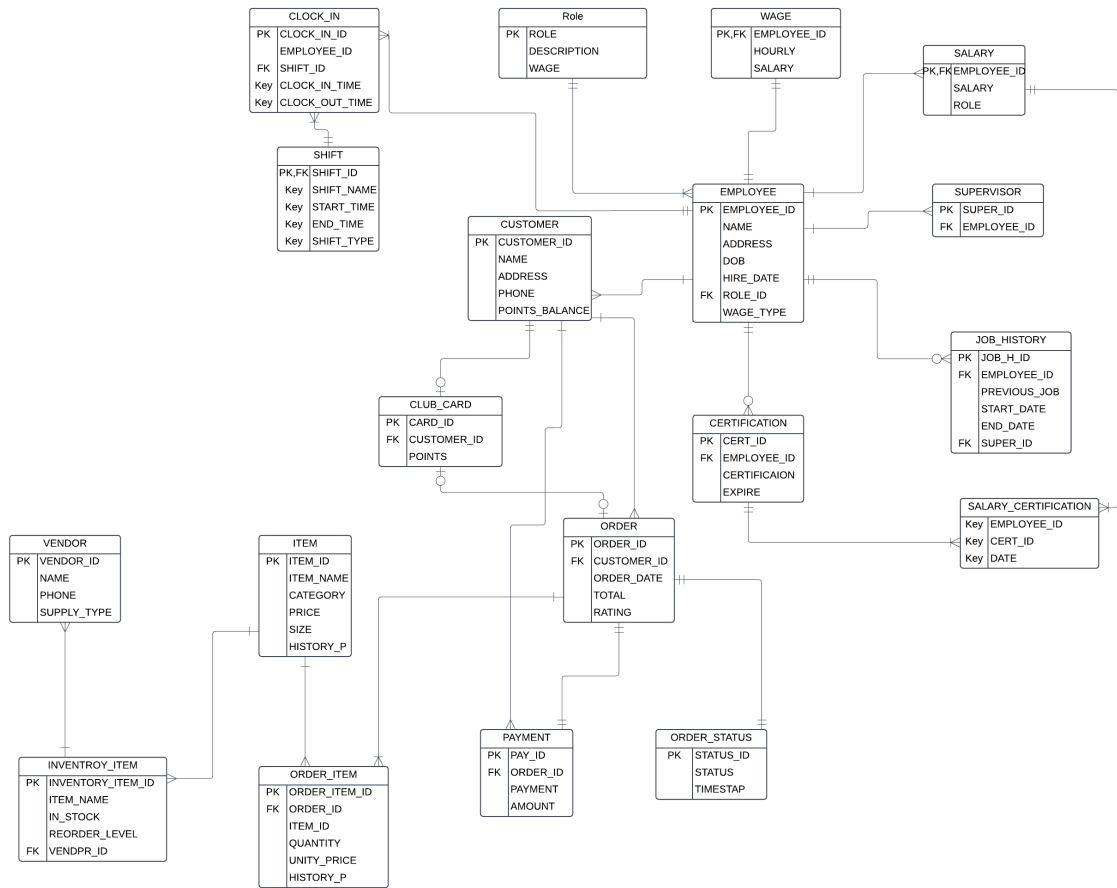 CLOCK_IN
PK CLOCK_IN_ID
EMPLOYEE_ID
FK SHIFT_ID
Key CLOCK_IN_TIME
Key CLOCK_OUT_TIME
Role
PK ROLE
DESCRIPTION
WAGE
WAGE
PK,FK EMPLOYEE_ID
HOURLY
SALARY
SALARY
PK,FK EMPLOYEE_ID
SALARY
ROLE
SHIFT
PK,FK SHIFT_ID
Key SHIFT_NAME
Key START_TIME
Key END_TIME
Key SHIFT_TYPE
EMPLOYEE
PK EMPLOYEE_ID
NAME
ADDRESS
DOB
HIRE_DATE
FK ROLE_ID
WAGE_TYPE
SUPERVISOR
PK SUPER_ID
FK EMPLOYEE_ID
CUSTOMER
PK CUSTOMER_ID
NAME
ADDRESS
PHONE
POINTS_BALANCE
JOB_HISTORY
PK JOB_H_ID
FK EMPLOYEE_ID
PREVIOUS_JOB
START_DATE
END_DATE
FK SUPER_ID
CLUB_CARD
PK CARD_ID
FK CUSTOMER_ID
POINTS
CERTIFICATION
PK CERT_ID
FK EMPLOYEE_ID
CERTIFICAION
EXPIRE
SALARY_CERTIFICATION
Key EMPLOYEE_ID
Key CERT_ID
Key DATE
ORDER
PK ORDER_ID
FK CUSTOMER_ID
ORDER_DATE
TOTAL
RATING
VENDOR
PK VENDOR_ID
NAME
PHONE
SUPPLY_TYPE
ITEM
PK ITEM_ID
ITEM_NAME
CATEGORY
PRICE
SIZE
HISTORY_P
PAYMENT
PK PAY_ID
FK ORDER_ID
PAYMENT
AMOUNT
ORDER_STATUS
PK STATUS_ID
STATUS
TIMESTAP
INVENTROY_ITEM
PK INVENTORY_ITEM_ID
ITEM_NAME
IN_STOCK
REORDER_LEVEL
FK VENDPR_ID
ORDER_ITEM
PK ORDER_ITEM_ID
FK ORDER_ID
ITEM_ID
QUANTITY
UNITY_PRICE
HISTORY_P